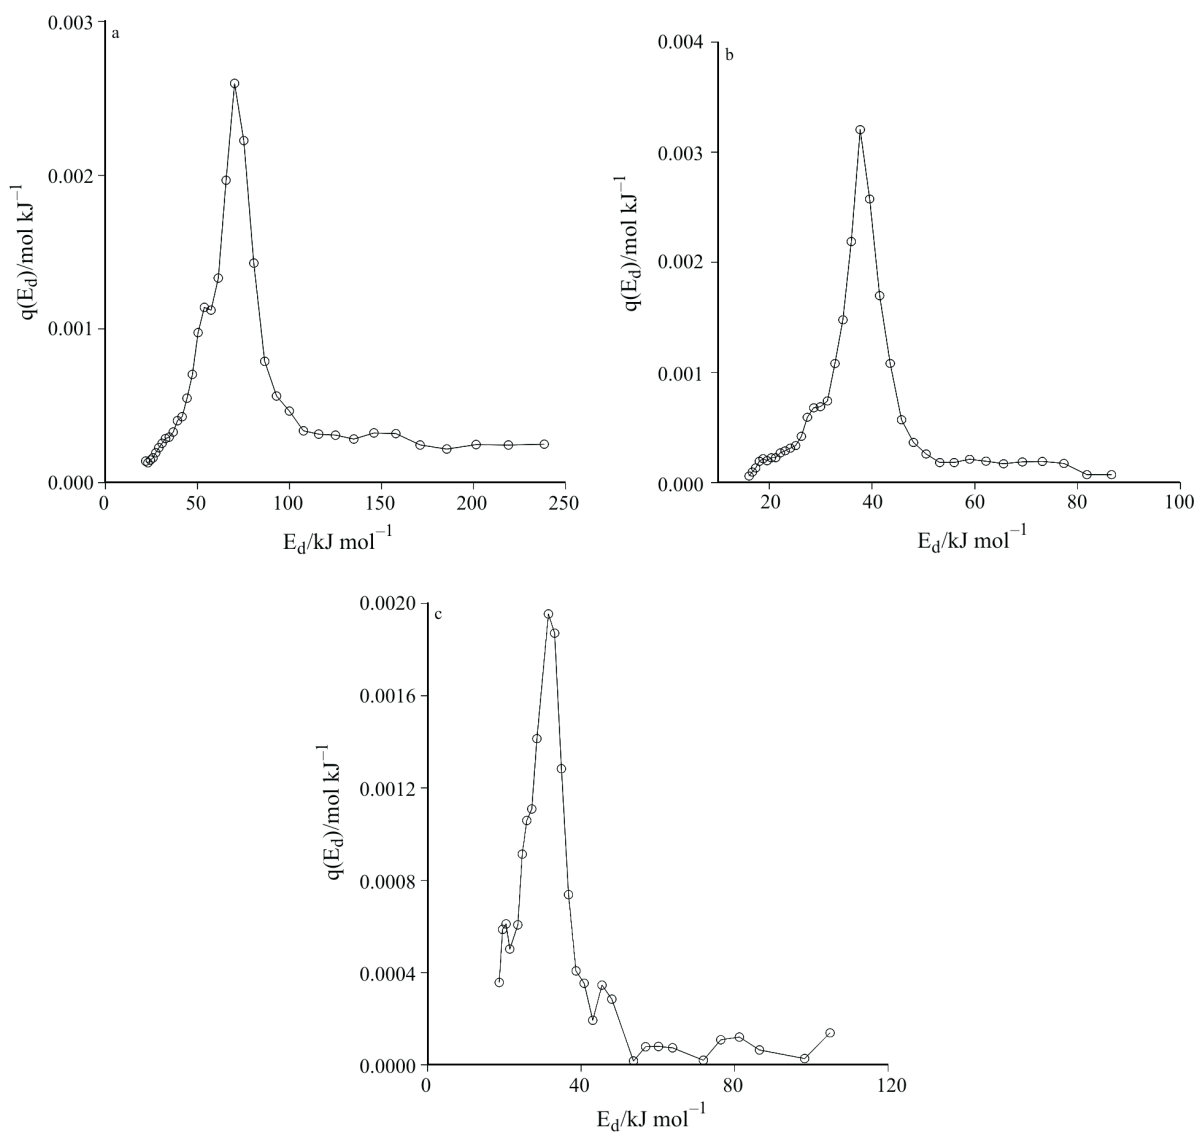 a
0.003
0.002
0.001
0.000
q(E_d)/mol kJ^−1
0 50 100 150 200 250
E_d/kJ mol^−1
b
0.004
0.003
0.002
0.001
0.000
q(E_d)/mol kJ^−1
20 40 60 80 100
E_d/kJ mol^−1
c
0.0020
0.0016
0.0012
0.0008
0.0004
0.0000
q(E_d)/mol kJ^−1
0 40 80 120
E_d/kJ mol^−1